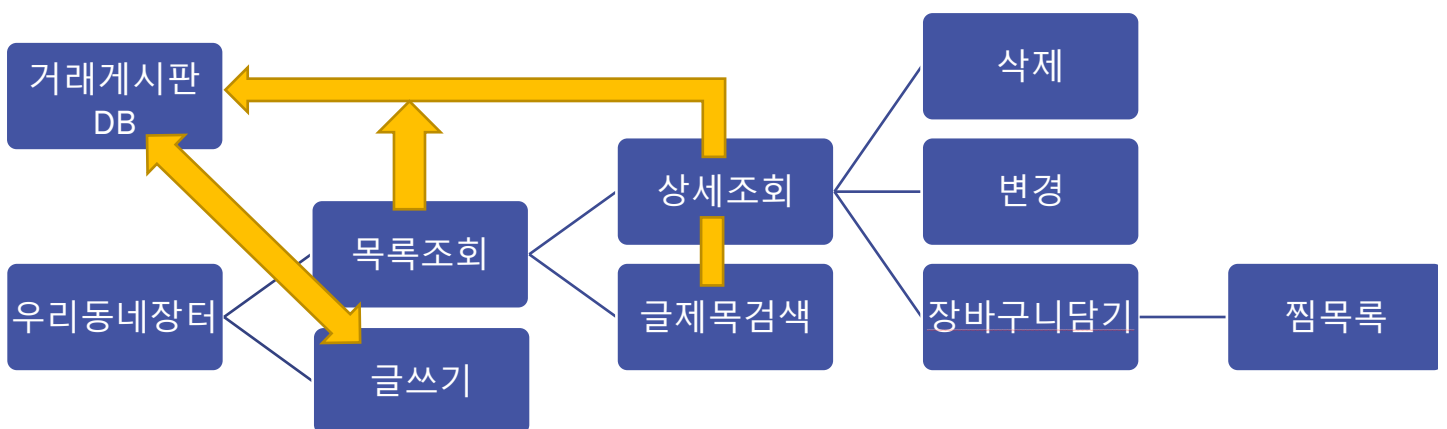 거래게시판
DB
우리동네장터
목록조회
글쓰기
상세조회
글제목검색
삭제
변경
장바구니담기
찜목록